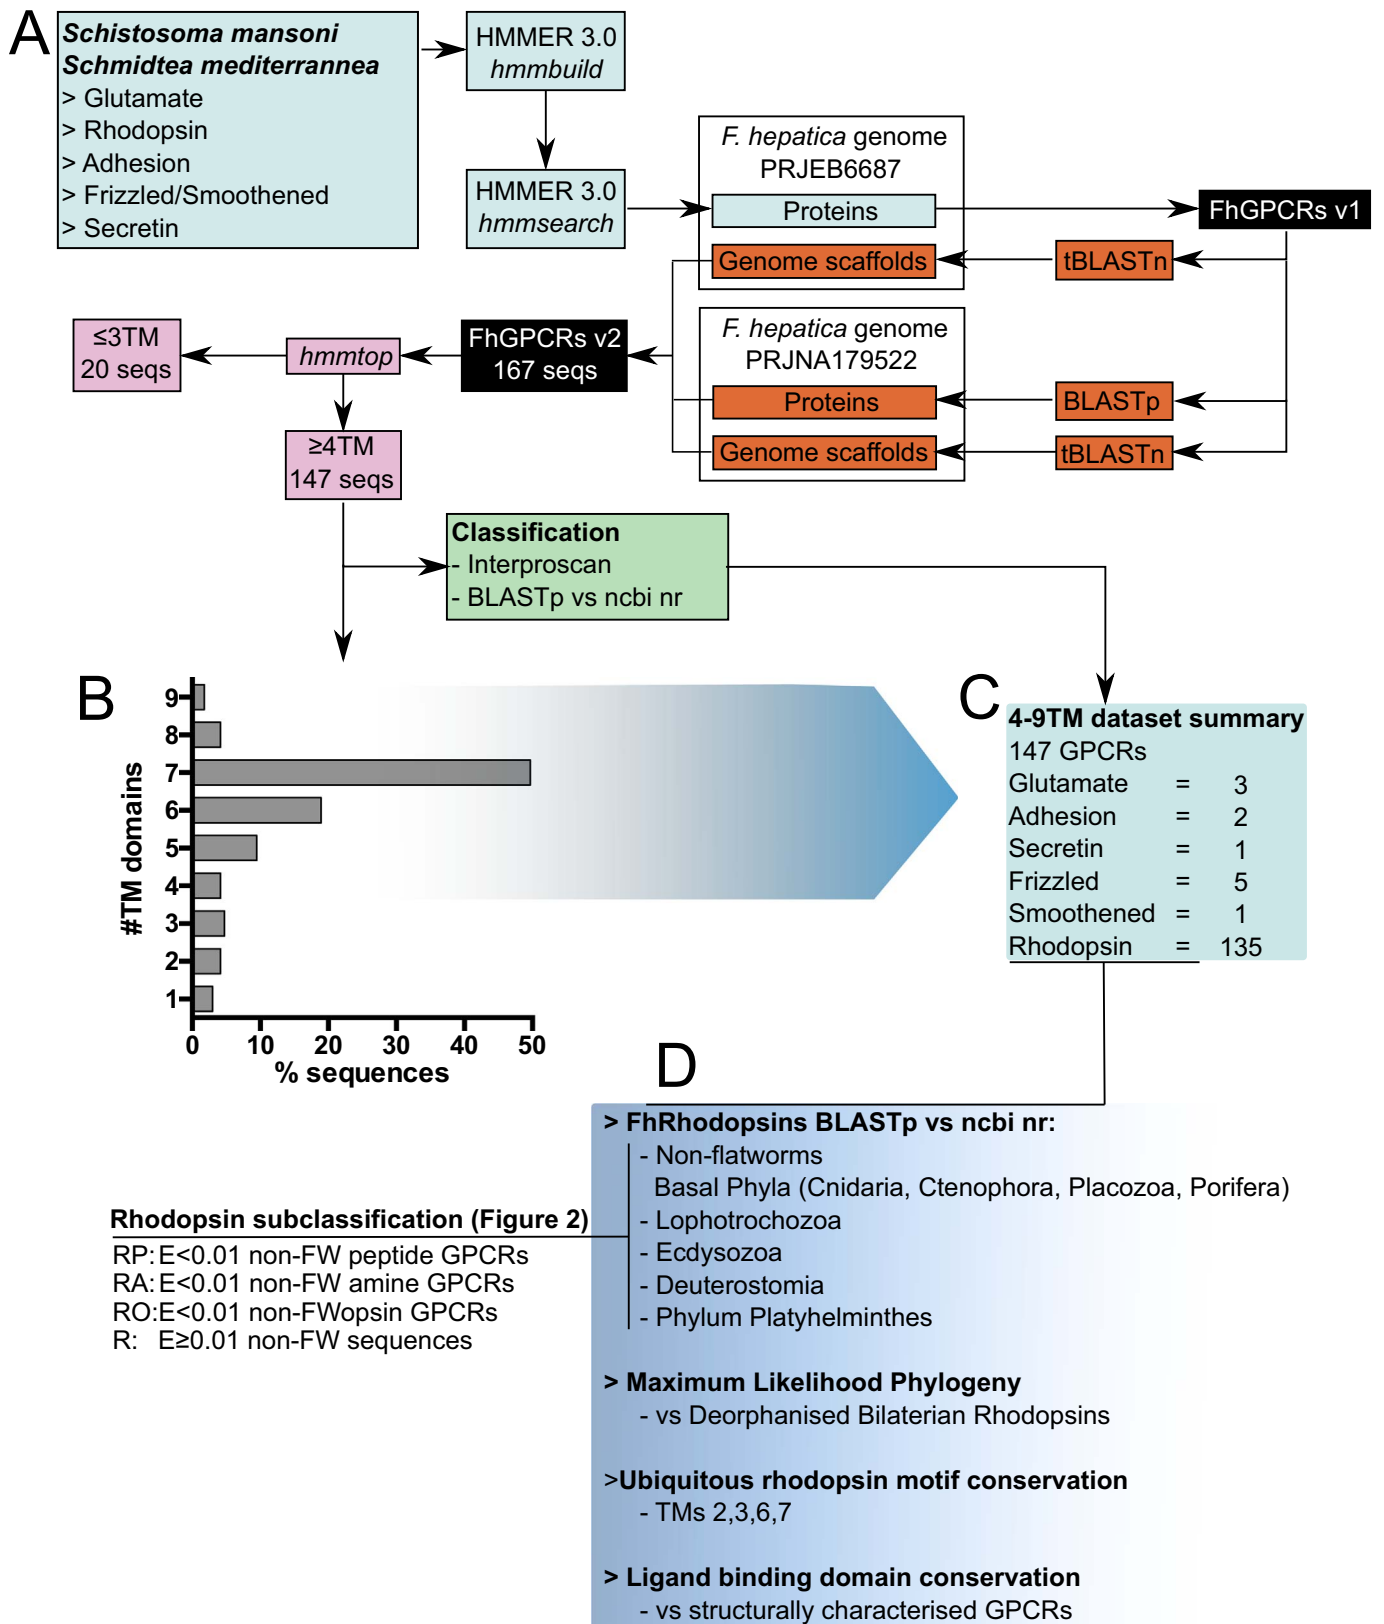 A
Schistosoma mansoni
Schmidtea mediterrannea
> Glutamate
> Rhodopsin
> Adhesion
> Frizzled/Smoothened
> Secretin
HMMER 3.0
hmmbuild
HMMER 3.0
hmmsearch
F. hepatica genome
PRJEB6687
Proteins
Genome scaffolds
FhGPCRs v1
tBLASTn
F. hepatica genome
PRJNA179522
Proteins
Genome scaffolds
BLASTp
tBLASTn
FhGPCRs v2
167 seqs
hmmtop
≤3TM
20 seqs
≥4TM
147 seqs
Classification
- Interproscan
- BLASTp vs ncbi nr
B
#TM domains
9
8
7
6
5
4
3
2
1
0 10 20 30 40 50
% sequences
C
4-9TM dataset summary
147 GPCRs
Glutamate = 3
Adhesion = 2
Secretin = 1
Frizzled = 5
Smoothened = 1
Rhodopsin = 135
D
> FhRhodopsins BLASTp vs ncbi nr:
- Non-flatworms
Basal Phyla (Cnidaria, Ctenophora, Placozoa, Porifera)
- Lophotrochozoa
- Ecdysozoa
- Deuterostomia
- Phylum Platyhelminthes
Rhodopsin subclassification (Figure 2)
RP: E<0.01 non-FW peptide GPCRs
RA: E<0.01 non-FW amine GPCRs
RO:E<0.01 non-FWopsin GPCRs
R: E≥0.01 non-FW sequences
> Maximum Likelihood Phylogeny
- vs Deorphanised Bilaterian Rhodopsins
>Ubiquitous rhodopsin motif conservation
- TMs 2,3,6,7
> Ligand binding domain conservation
- vs structurally characterised GPCRs